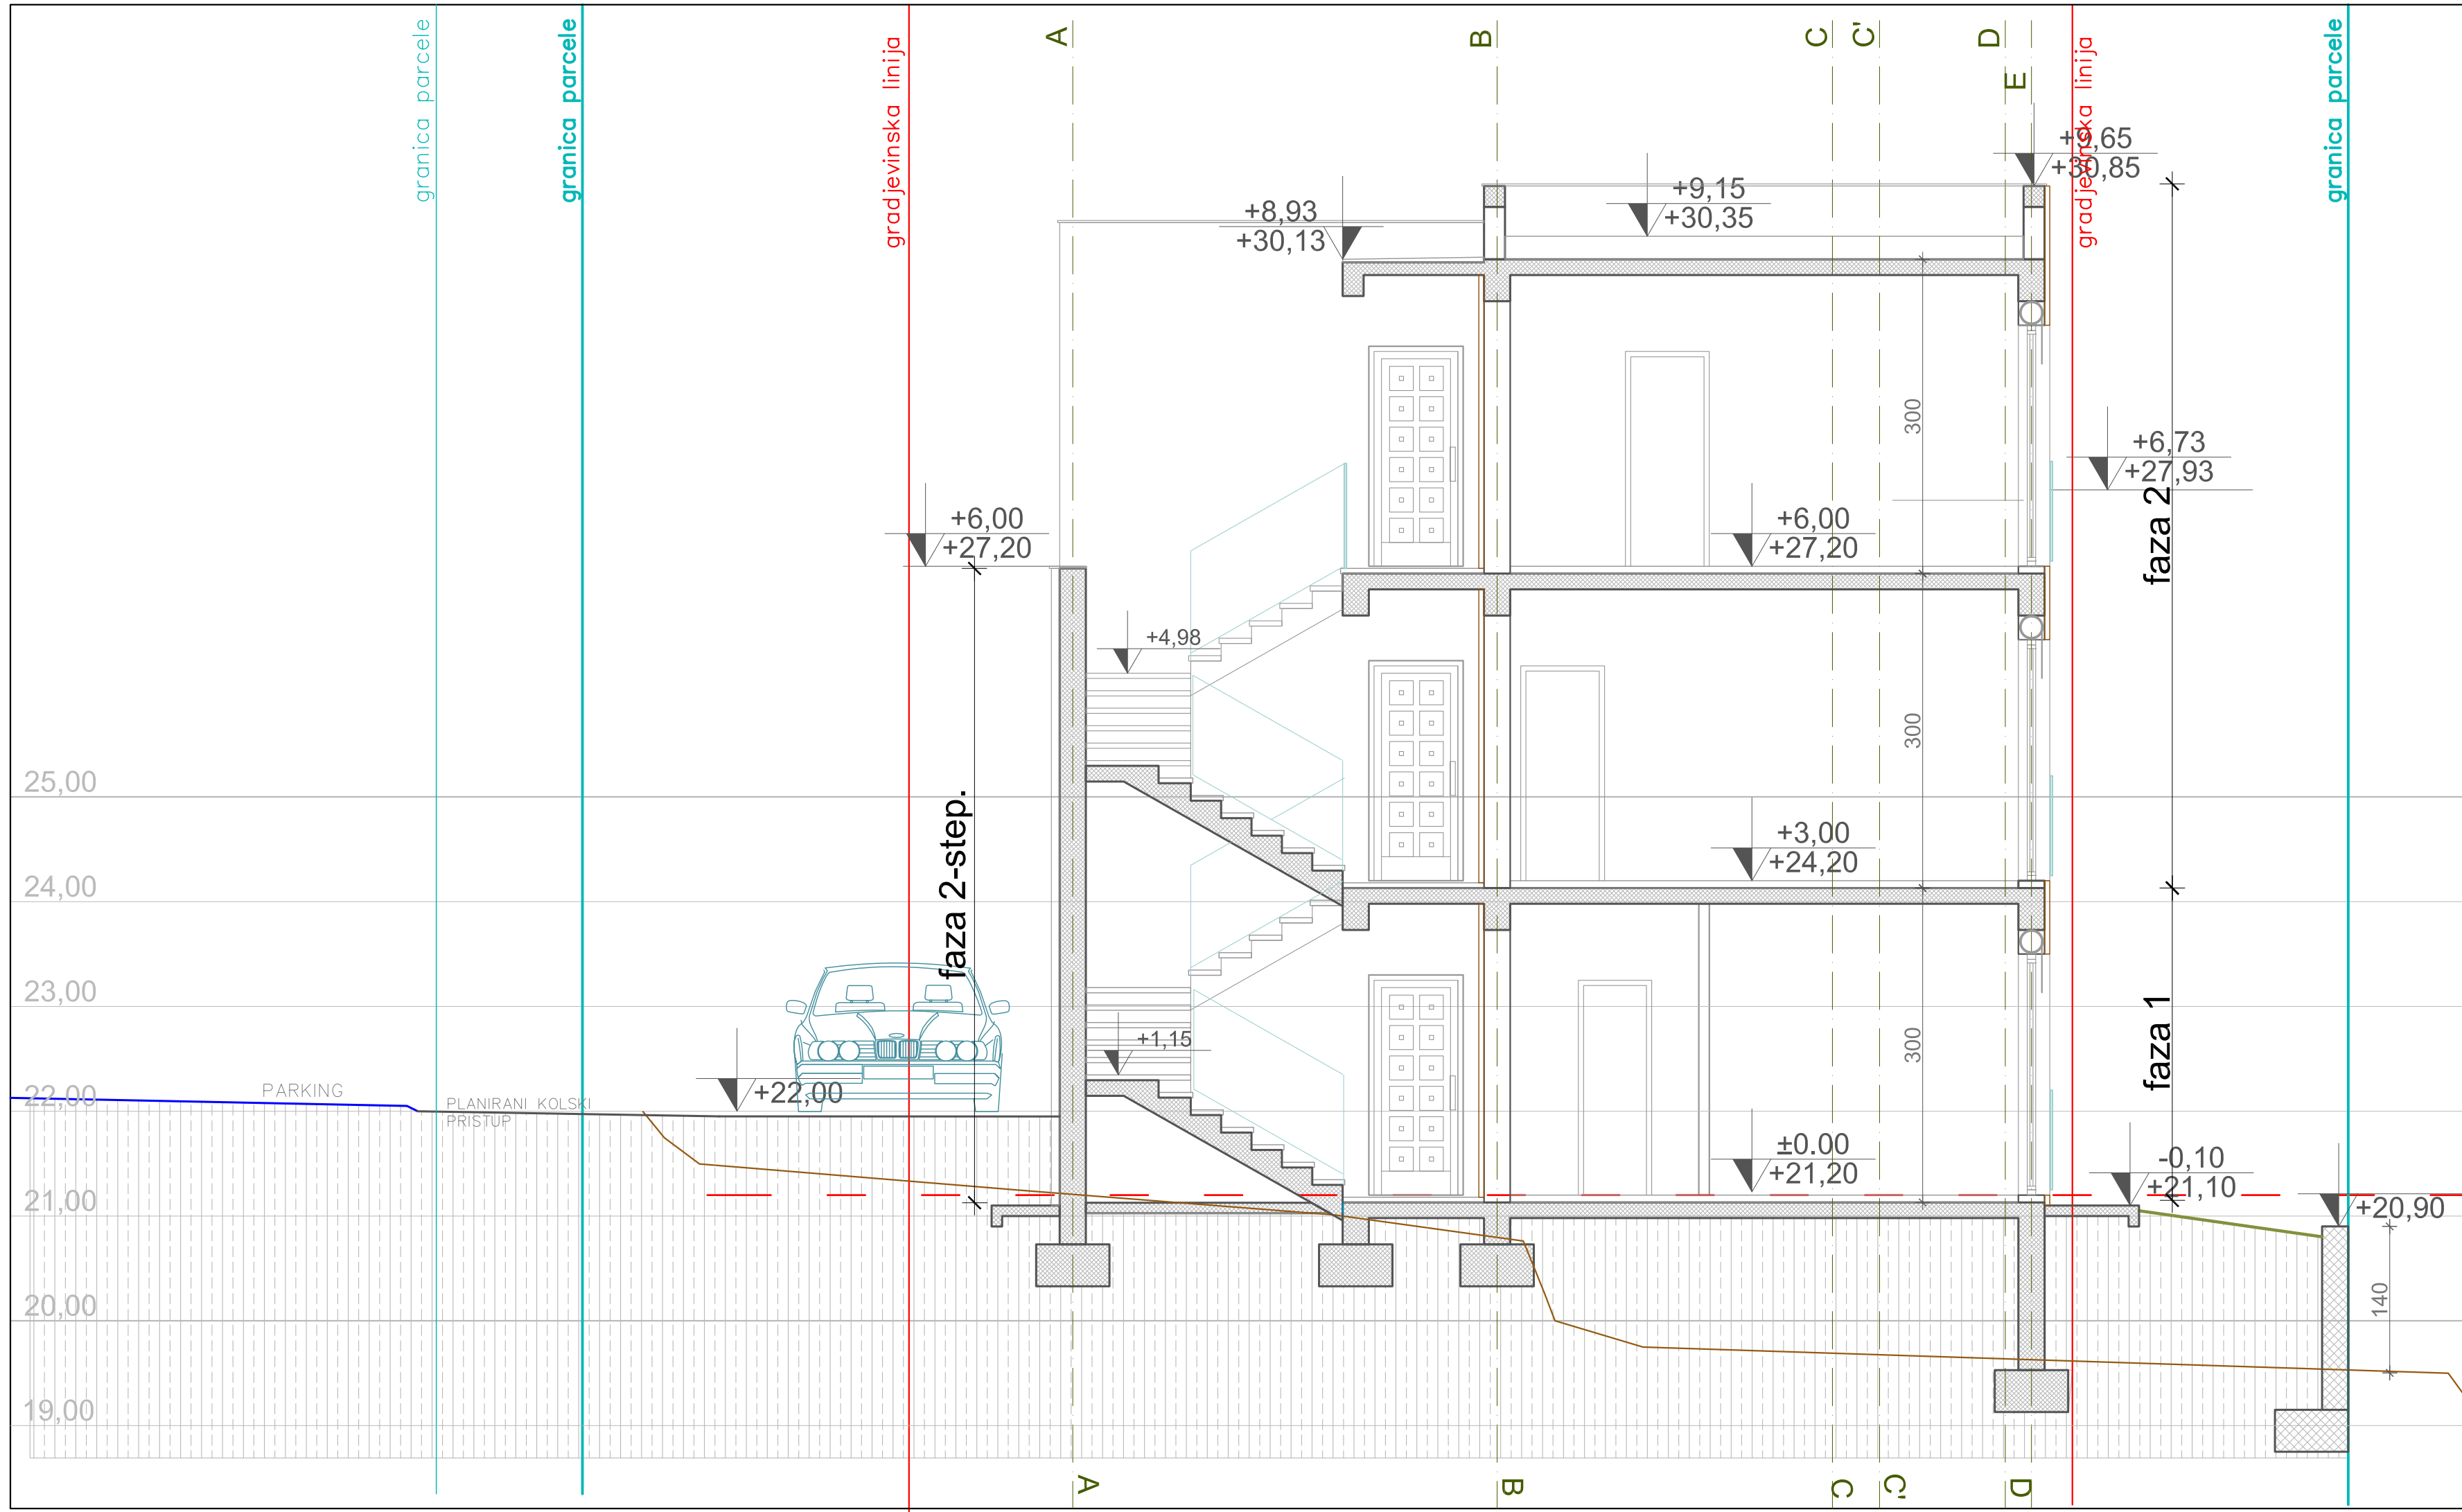 granica parcele
granica parcele
gradjevinska linija
A
B
C
C'
D
E
gradjevinska linija
granica parcele
+9,65
+30,85
+9,15
+30,35
+8,93
+30,13
300
+6,73
+27,93
faza 2
+6,00
+27,20
+6,00
+27,20
+4,98
300
25,00
faza 2-step.
+3,00
+24,20
24,00
23,00
300
faza 1
+1,15
PARKING
22,00
PLANIRANI KOLSKI
PRISTUP
+22,00
±0.00
+21,20
-0,10
+21,10
+20,90
21,00
20,00
140
19,00
A
B
C
C'
D